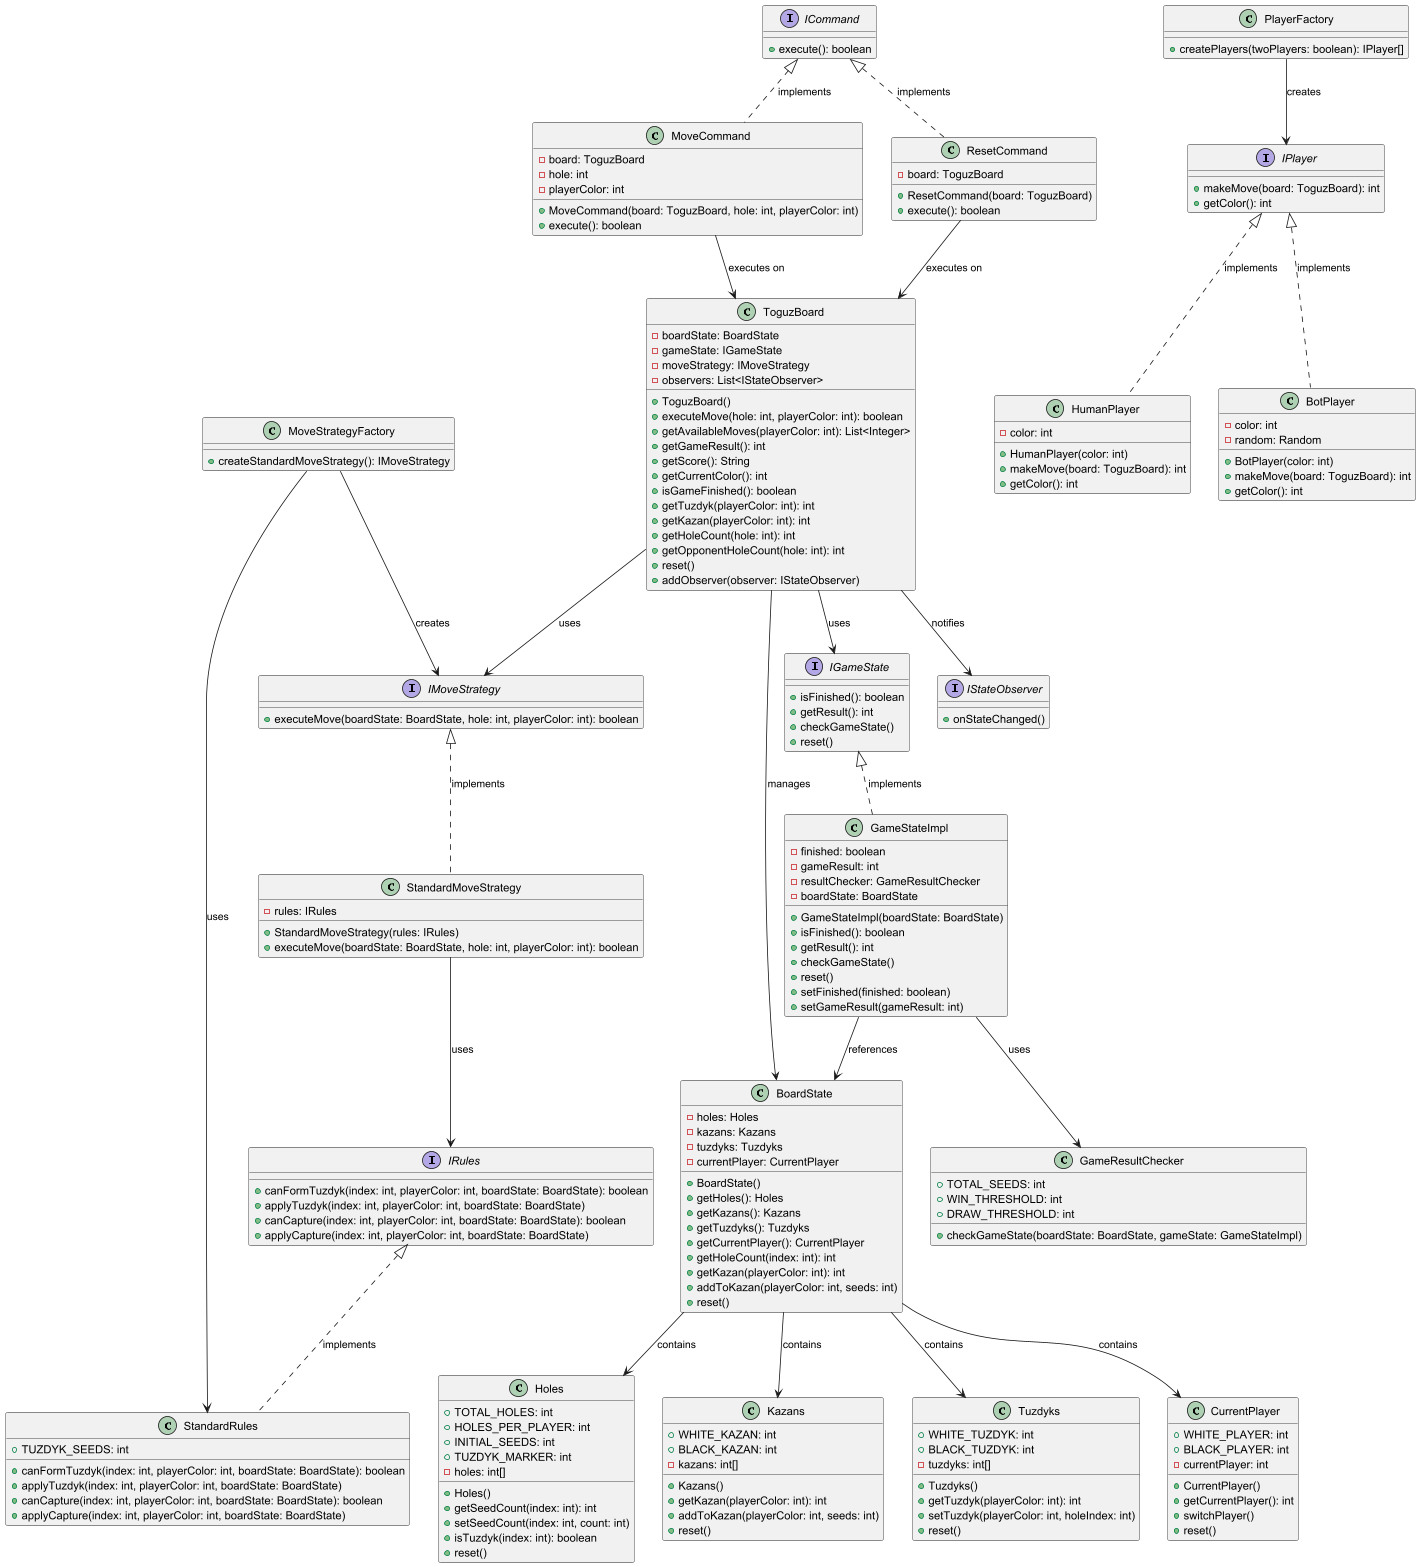 I ICommand
execute(): boolean
C PlayerFactory
createPlayers(twoPlayers: boolean): IPlayer[]
implements
implements
creates
C MoveCommand
board: ToguzBoard
hole: int
playerColor: int
MoveCommand(board: ToguzBoard, hole: int, playerColor: int)
execute(): boolean
C ResetCommand
board: ToguzBoard
ResetCommand(board: ToguzBoard)
execute(): boolean
I IPlayer
makeMove(board: ToguzBoard): int
getColor(): int
executes on
executes on
implements
implements
C ToguzBoard
boardState: BoardState
gameState: IGameState
moveStrategy: IMoveStrategy
observers: List<IStateObserver>
ToguzBoard()
executeMove(hole: int, playerColor: int): boolean
getAvailableMoves(playerColor: int): List<Integer>
getGameResult(): int
getScore(): String
getCurrentColor(): int
isGameFinished(): boolean
getTuzdyk(playerColor: int): int
getKazan(playerColor: int): int
getHoleCount(hole: int): int
getOpponentHoleCount(hole: int): int
reset()
addObserver(observer: IStateObserver)
C HumanPlayer
color: int
HumanPlayer(color: int)
makeMove(board: ToguzBoard): int
getColor(): int
C BotPlayer
color: int
random: Random
BotPlayer(color: int)
makeMove(board: ToguzBoard): int
getColor(): int
C MoveStrategyFactory
createStandardMoveStrategy(): IMoveStrategy
creates
uses
uses
notifies
I IMoveStrategy
executeMove(boardState: BoardState, hole: int, playerColor: int): boolean
I IGameState
isFinished(): boolean
getResult(): int
checkGameState()
reset()
I IStateObserver
onStateChanged()
implements
manages
implements
C StandardMoveStrategy
rules: IRules
StandardMoveStrategy(rules: IRules)
executeMove(boardState: BoardState, hole: int, playerColor: int): boolean
C GameStateImpl
finished: boolean
gameResult: int
resultChecker: GameResultChecker
boardState: BoardState
GameStateImpl(boardState: BoardState)
isFinished(): boolean
getResult(): int
checkGameState()
reset()
setFinished(finished: boolean)
setGameResult(gameResult: int)
uses
uses
references
uses
I IRules
canFormTuzdyk(index: int, playerColor: int, boardState: BoardState): boolean
applyTuzdyk(index: int, playerColor: int, boardState: BoardState)
canCapture(index: int, playerColor: int, boardState: BoardState): boolean
applyCapture(index: int, playerColor: int, boardState: BoardState)
C BoardState
holes: Holes
kazans: Kazans
tuzdyks: Tuzdyks
currentPlayer: CurrentPlayer
BoardState()
getHoles(): Holes
getKazans(): Kazans
getTuzdyks(): Tuzdyks
getCurrentPlayer(): CurrentPlayer
getHoleCount(index: int): int
getKazan(playerColor: int): int
addToKazan(playerColor: int, seeds: int)
reset()
C GameResultChecker
TOTAL_SEEDS: int
WIN_THRESHOLD: int
DRAW_THRESHOLD: int
checkGameState(boardState: BoardState, gameState: GameStateImpl)
implements
contains
contains
contains
contains
C StandardRules
TUZDYK_SEEDS: int
canFormTuzdyk(index: int, playerColor: int, boardState: BoardState): boolean
applyTuzdyk(index: int, playerColor: int, boardState: BoardState)
canCapture(index: int, playerColor: int, boardState: BoardState): boolean
applyCapture(index: int, playerColor: int, boardState: BoardState)
C Holes
TOTAL_HOLES: int
HOLES_PER_PLAYER: int
INITIAL_SEEDS: int
TUZDYK_MARKER: int
holes: int[]
Holes()
getSeedCount(index: int): int
setSeedCount(index: int, count: int)
isTuzdyk(index: int): boolean
reset()
C Kazans
WHITE_KAZAN: int
BLACK_KAZAN: int
kazans: int[]
Kazans()
getKazan(playerColor: int): int
addToKazan(playerColor: int, seeds: int)
reset()
C Tuzdyks
WHITE_TUZDYK: int
BLACK_TUZDYK: int
tuzdyks: int[]
Tuzdyks()
getTuzdyk(playerColor: int): int
setTuzdyk(playerColor: int, holeIndex: int)
reset()
C CurrentPlayer
WHITE_PLAYER: int
BLACK_PLAYER: int
currentPlayer: int
CurrentPlayer()
getCurrentPlayer(): int
switchPlayer()
reset()